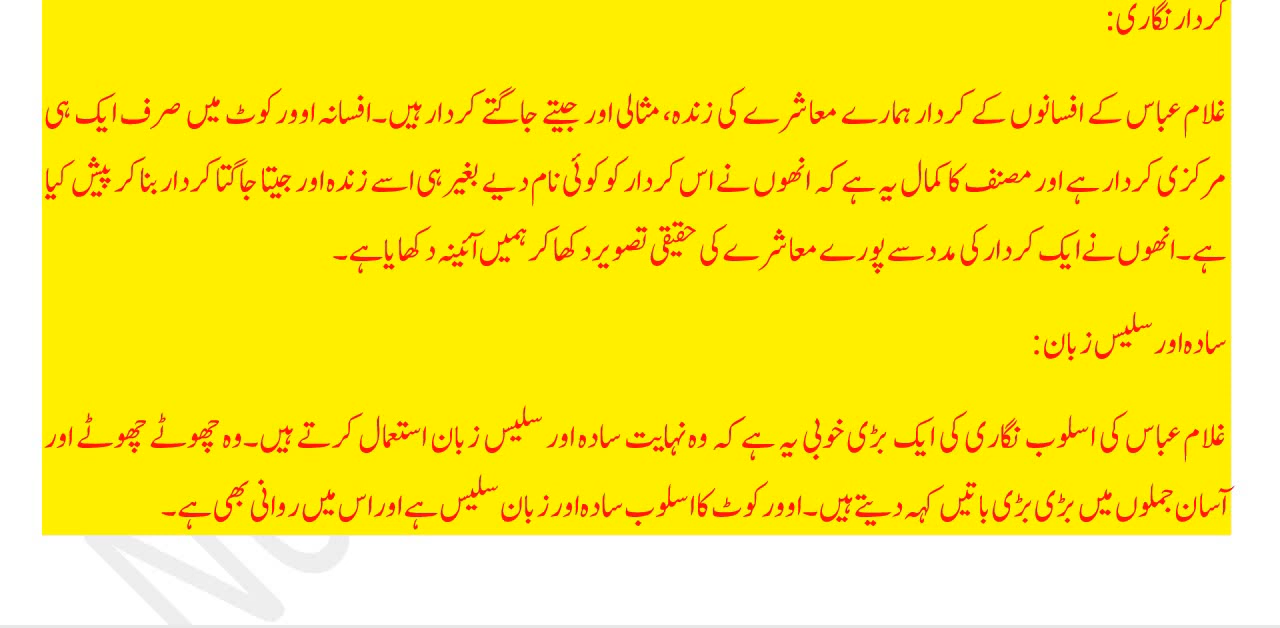 کردار نگاری:
غلام عباس کے افسانوں کے کردار ہمارے معاشرے کی زندہ، مثالی اور جیتے جاگتے کردار ہیں۔افسانہ اوور کوٹ میں صرف ایک ہی
مرکزی کردار ہے اور مصنف کا کمال یہ ہے کہ انھوں نے اس کردار کو کوئی نام دیے بغیر ہی اسے زندہ اور جیتا جاگتا کردار بنا کر پیش کیا
ہے۔انھوں نے ایک کردار کی مدد سے پورے معاشرے کی حقیقی تصویر دکھا کر ہمیں آئینہ دکھایا ہے۔
سادہ اور سلیس زبان:
غلام عباس کی اسلوب نگاری کی ایک بڑی خوبی یہ ہے کہ وہ نہایت سادہ اور سلیس زبان استعمال کرتے ہیں۔وہ چھوٹے چھوٹے اور
آسان جملوں میں بڑی بڑی باتیں کہہ دیتے ہیں۔اوور کوٹ کا اسلوب سادہ اور زبان سلیس ہے اور اس میں روانی بھی ہے۔